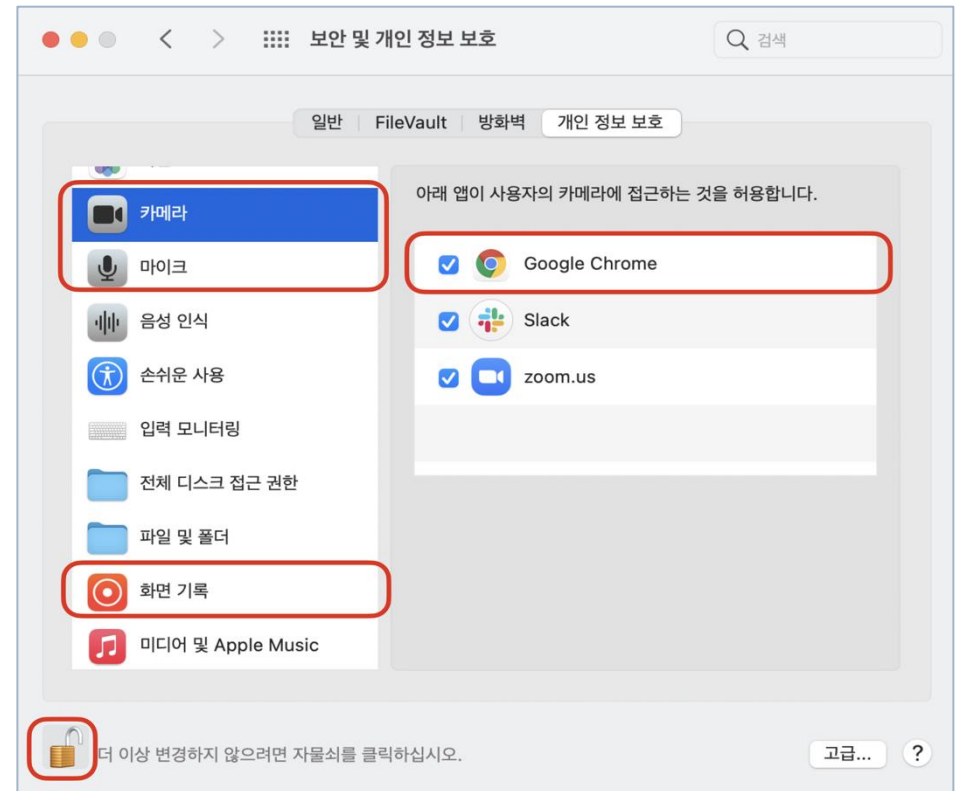 보안 및 개인 정보 보호
검색
일반
FileVault
방화벽
개인 정보 보호
카메라
마이크
음성 인식
손쉬운 사용
입력 모니터링
전체 디스크 접근 권한
파일 및 폴더
화면 기록
미디어 및 Apple Music
아래 앱이 사용자의 카메라에 접근하는 것을 허용합니다.
Google Chrome
Slack
zoom.us
더 이상 변경하지 않으려면 자물쇠를 클릭하십시오.
고급...
?